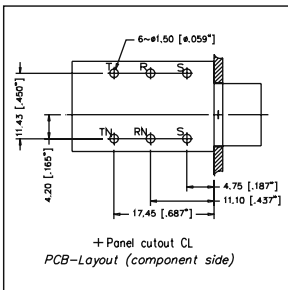 6~ø1.50 [ø.059"]
T R S
11.43 [.450"]
4.20 [.165"]
TN RN S
4.75 [.187"]
11.10 [.437"]
17.45 [.687"]
+ Panel cutout CL
PCB-Layout (component side)